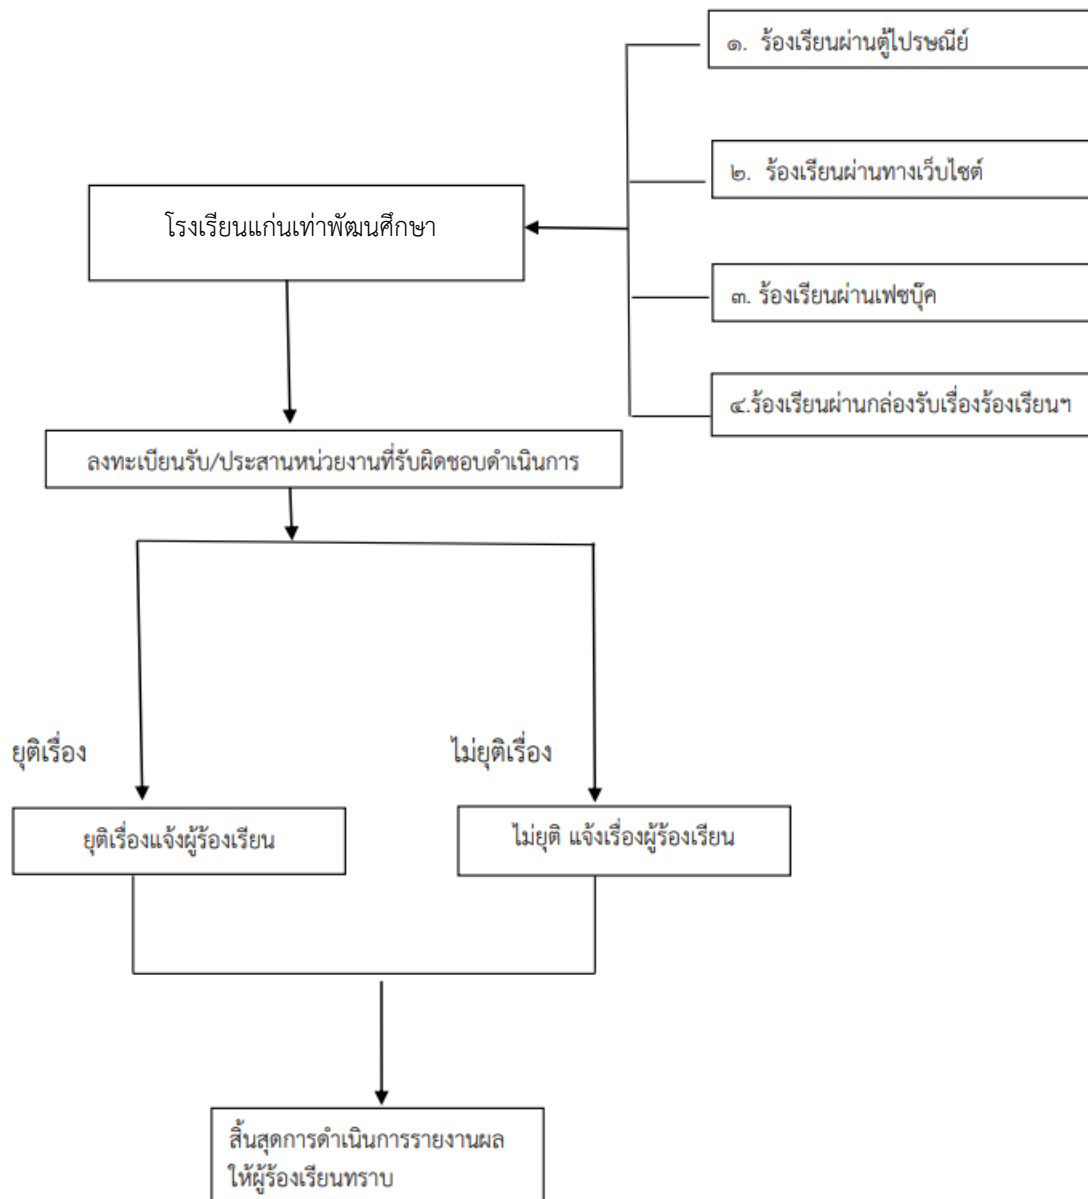 ๑. ร้องเรียนผ่านตู้ไปรษณีย์
๒. ร้องเรียนผ่านทางเว็บไซต์
โรงเรียนแก่นเท่าพัฒนศึกษา
๓. ร้องเรียนผ่านเฟซบุ๊ค
๔.ร้องเรียนผ่านกล่องรับเรื่องร้องเรียนฯ
ลงทะเบียนรับ/ประสานหน่วยงานที่รับผิดชอบดำเนินการ
ยุติเรื่อง
ไม่ยุติเรื่อง
ยุติเรื่องแจ้งผู้ร้องเรียน
ไม่ยุติ แจ้งเรื่องผู้ร้องเรียน
สิ้นสุดการดำเนินการรายงานผล
ให้ผู้ร้องเรียนทราบ